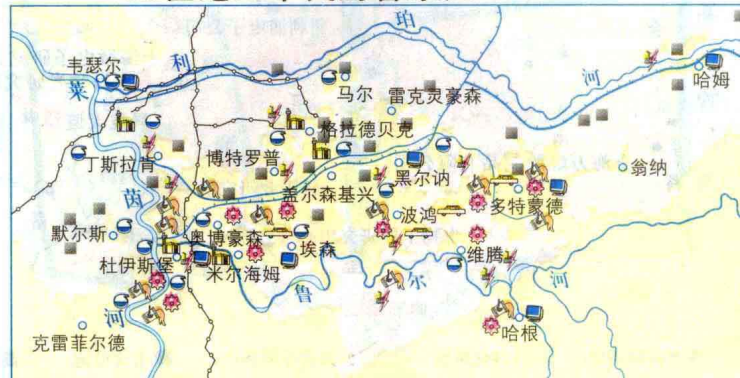 珀
韦瑟尔
利
河
莱
哈姆
马尔
雷克灵豪森
格拉德贝克
丁斯拉肯
博特罗普
黑尔讷
翁纳
盖尔森基兴
茵
多特蒙德
波鸿
默尔斯
奥博豪森
埃森
维腾
杜伊斯堡
米尔海姆
尔
河
鲁
河
哈根
克雷菲尔德